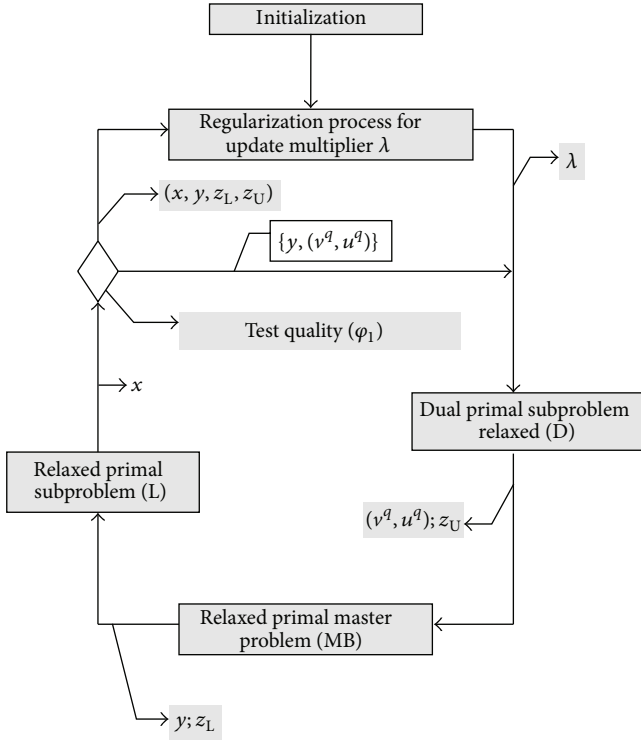 Initialization
Regularization process for
update multiplier λ
λ
(x, y, z_L, z_U)
{y, (v^q, u^q)}
Test quality (φ_1)
x
Dual primal subproblem
relaxed (D)
Relaxed primal
subproblem (L)
(v^q, u^q); z_U
Relaxed primal master
problem (MB)
y; z_L